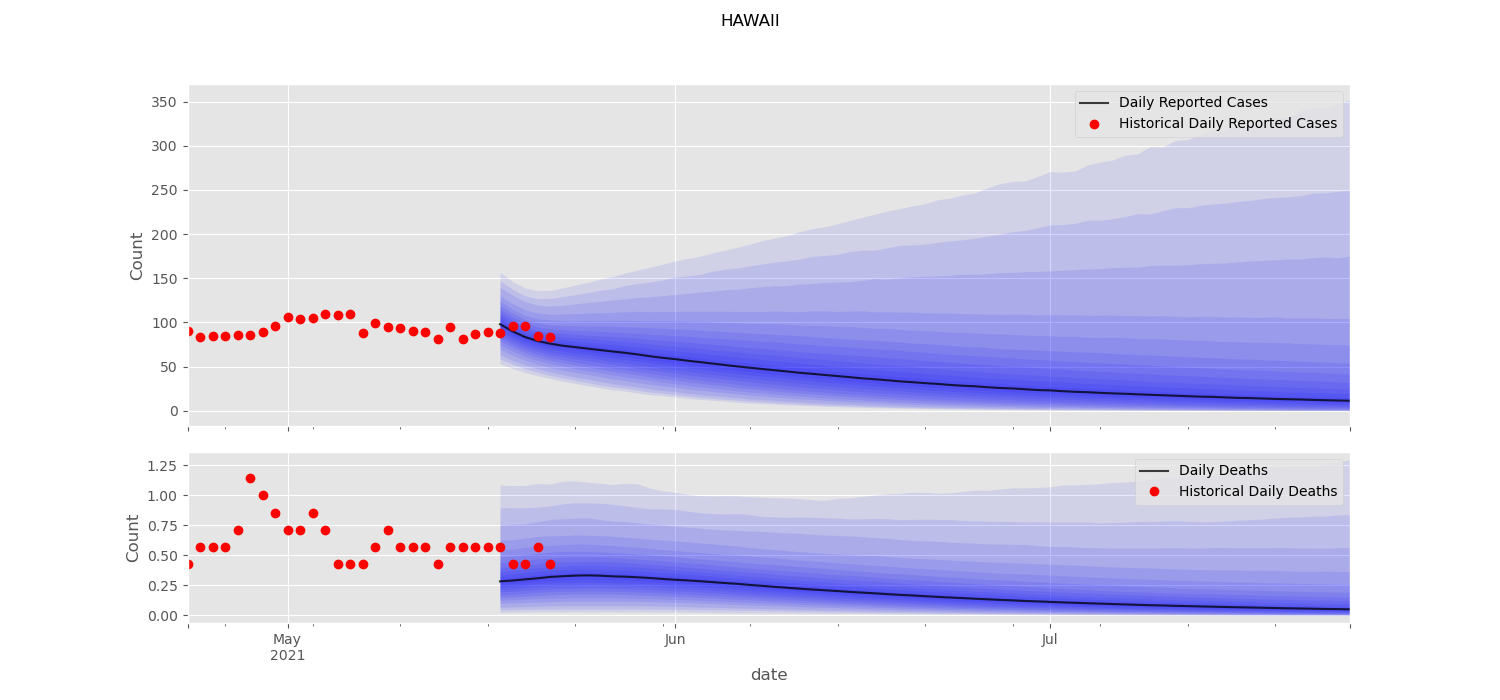 HAWAII
350
300
250
200
150
100
50
0
Count
Daily Reported Cases
Historical Daily Reported Cases
1.25
1.00
0.75
0.50
0.25
0.00
Count
Daily Deaths
Historical Daily Deaths
May
2021
Jun
Jul
date